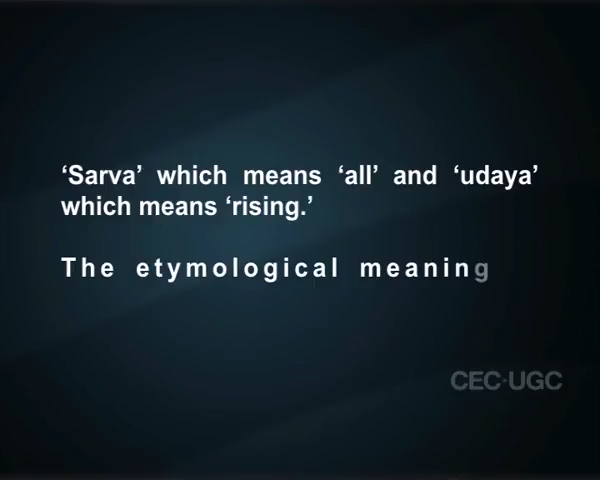 ‘Sarva’ which means ‘all’ and ‘udaya’
which means ‘rising.’
The etymological meaning
CEC-UGC